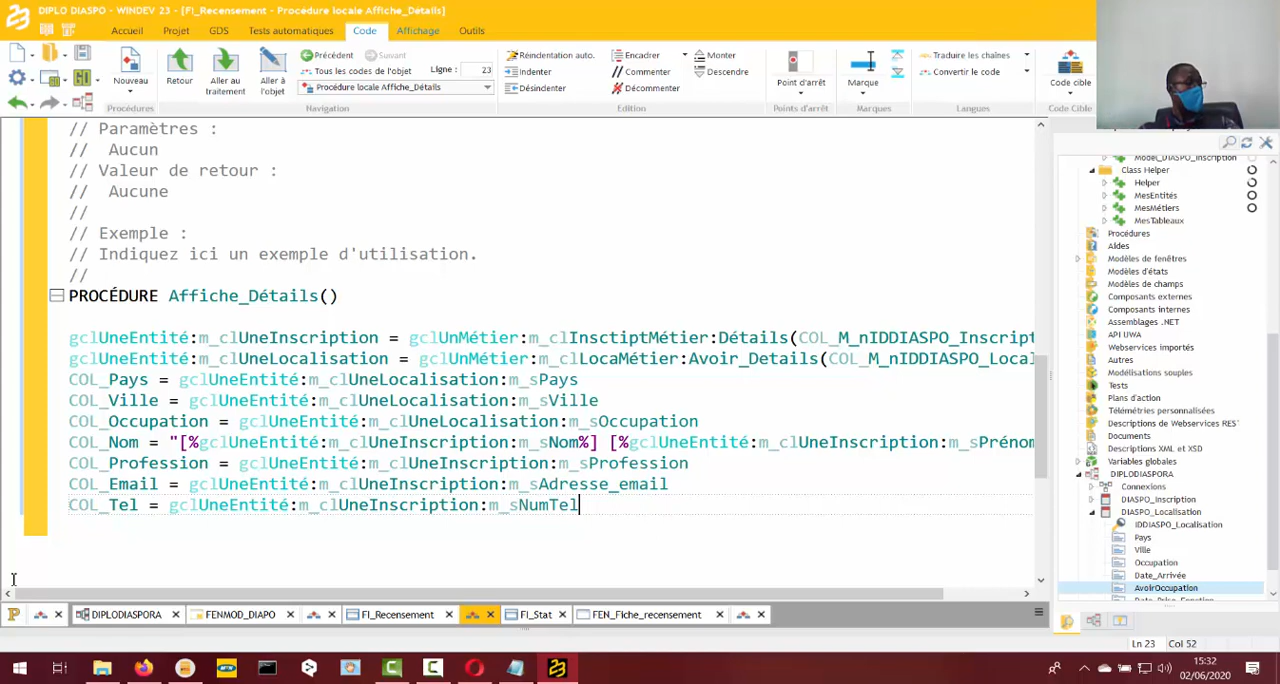 DIPLO DIASPO - WINDEV 23 - [FI_Recensement - Procédure locale Affiche_Détails]
Accueil Projet GDS Tests automatiques Code Affichage Outils
Nouveau
Procédures
Retour
Aller au traitement
Aller à l'objet
Précédent Suivant Ligne : 23
Tous les codes de l'objet
Procédure locale Affiche_Détails
Navigation
Réindentation auto.
Indenter
Désindenter
Encadrer
Commenter
Décommenter
Monter
Descendre
Edition
Point d'arrêt
Points d'arrêt
Marque
Marques
Traduire les chaînes
Convertir le code
Langues
Code cible
Code Cible
// Paramètres :
// Aucun
// Valeur de retour :
// Aucune
//
// Exemple :
// Indiquez ici un exemple d'utilisation.
//
PROCÉDURE Affiche_Détails()
gclUneEntité:m_clUneInscription = gclUnMétier:m_clInsctiptMétier:Détails(COL_M_nIDDIASPO_Inscript
gclUneEntité:m_clUneLocalisation = gclUnMétier:m_clLocaMétier:Avoir_Details(COL_M_nIDDIASPO_Loca
COL_Pays = gclUneEntité:m_clUneLocalisation:m_sPays
COL_Ville = gclUneEntité:m_clUneLocalisation:m_sVille
COL_Occupation = gclUneEntité:m_clUneLocalisation:m_sOccupation
COL_Nom = "[%gclUneEntité:m_clUneInscription:m_sNom%] [%gclUneEntité:m_clUneInscription:m_sPrénom
COL_Profession = gclUneEntité:m_clUneInscription:m_sProfession
COL_Email = gclUneEntité:m_clUneInscription:m_sAdresse_email
COL_Tel = gclUneEntité:m_clUneInscription:m_sNumTel
Model_DIASPO_Inscription
Class Helper
Helper
MesEntités
MesMétiers
MesTableaux
Procédures
Aides
Modèles de fenêtres
Modèles d'états
Modèles de champs
Composants externes
Composants internes
Assemblages .NET
API UWA
Webservices importés
Autres
Modélisations souples
Tests
Plans d'action
Télémétries personnalisées
Descriptions de Webservices RES
Documents
Descriptions XML et XSD
Variables globales
DIPLODIASPORA
Connexions
DIASPO_Inscription
DIASPO_Localisation
IDDIASPO_Localisation
Pays
Ville
Occupation
Date_Arrivée
AvoirOccupation
DIPLODIASPORA FENMOD_DIAPO FI_Recensement FI_Stat FEN_Fiche_recensement
Ln 23 Col 52
15:32
02/06/2020